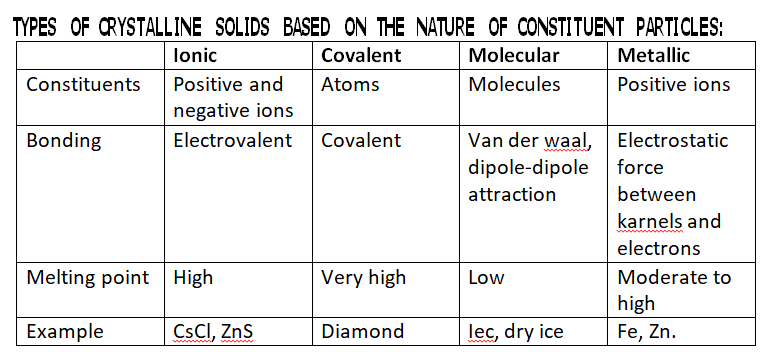 TYPES OF CRYSTALLINE SOLIDS BASED ON THE NATURE OF CONSTITUENT PARTICLES:
Ionic Covalent Molecular Metallic
Constituents Positive and negative ions Atoms Molecules Positive ions
Bonding Electrovalent Covalent Van der waal, dipole-dipole attraction Electrostatic force between karnels and electrons
Melting point High Very high Low Moderate to high
Example CsCl, ZnS Diamond Iec, dry ice Fe, Zn.